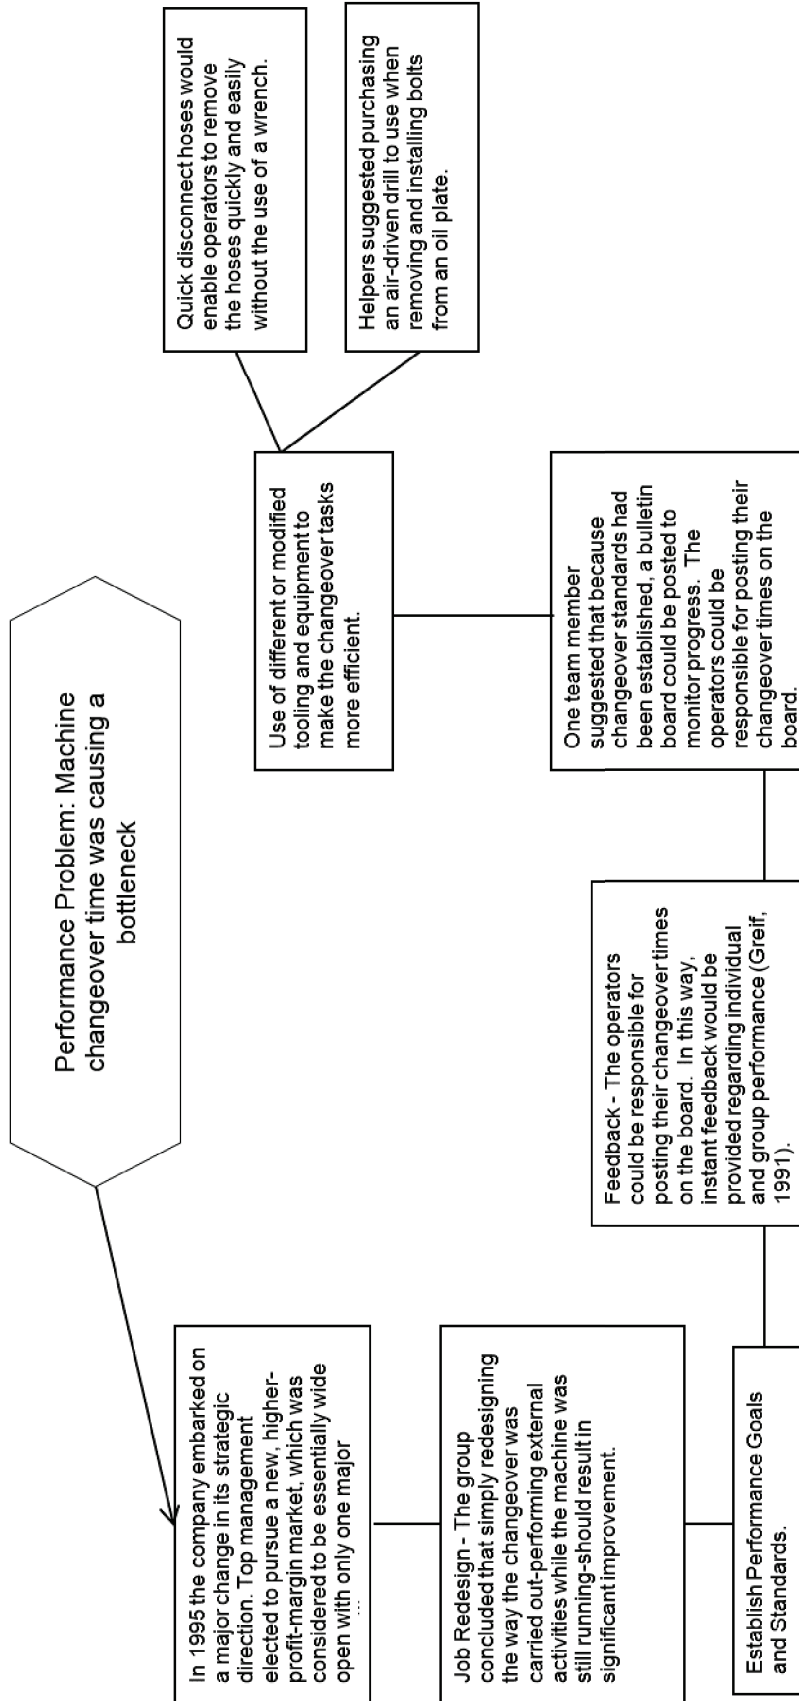 Performance Problem: Machine
changeover time was causing a
bottleneck
In 1995 the company embarked on
a major change in its strategic
direction. Top management
elected to pursue a new, higher-
profit-margin market, which was
considered to be essentially wide
open with only one major
...
Job Redesign - The group
concluded that simply redesigning
the way the changeover was
carried out-performing external
activities while the machine was
still running-should result in
significant improvement.
Establish Performance Goals
and Standards.
Feedback - The operators
could be responsible for
posting their changeover times
on the board. In this way,
instant feedback would be
provided regarding individual
and group performance (Greif,
1991).
One team member
suggested that because
changeover standards had
been established, a bulletin
board could be posted to
monitor progress. The
operators could be
responsible for posting their
changeover times on the
board.
Use of different or modified
tooling and equipment to
make the changeover tasks
more efficient.
Quick disconnect hoses would
enable operators to remove
the hoses quickly and easily
without the use of a wrench.
Helpers suggested purchasing
an air-driven drill to use when
removing and installing bolts
from an oil plate.